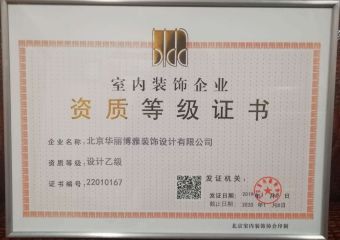 室内装饰企业
资质等级证书
企业名称：北京华丽博雅装饰设计有限公司
资质等级：设计乙级
证书编号：22010167
发证机关：
发证日期：
截止日期：
北京室内装饰协会印制